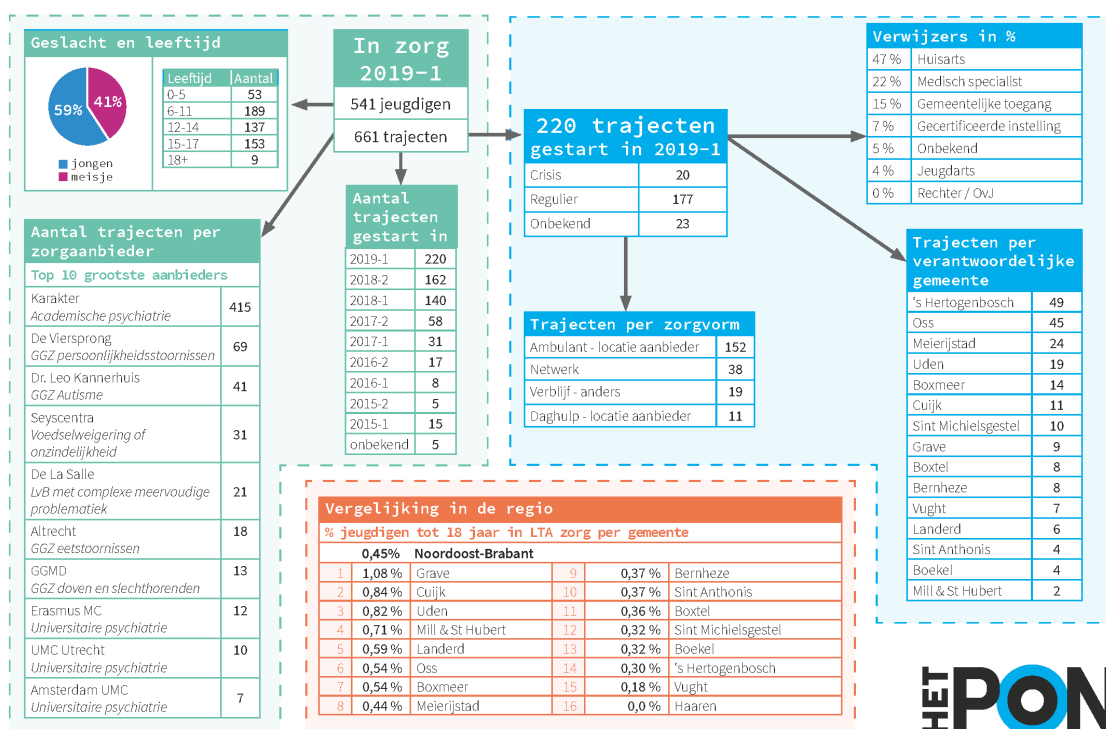 Geslacht en leeftijd
59%
41%
jongen
meisje
Leeftijd Aantal
0-5 53
6-11 189
12-14 137
15-17 153
18+ 9
In zorg
2019-1
541 jeugdigen
661 trajecten
Aantal
trajecten
gestart in
2019-1 220
2018-2 162
2018-1 140
2017-2 58
2017-1 31
2016-2 17
2016-1 8
2015-2 5
2015-1 15
onbekend 5
Aantal trajecten per
zorgaanbieder
Top 10 grootste aanbieders
Karakter
Academische psychiatrie 415
De Viersprong
GGZ persoonlijkheidsstoornissen 69
Dr. Leo Kannerhuis
GGZ Autisme 41
Seyscentra
Voedselweigering of
onzindelijkheid 31
De La Salle
LvB met complexe meervoudige
problematiek 21
Altrecht
GGZ eetstoornissen 18
GGMD
GGZ doven en slechthorenden 13
Erasmus MC
Universitaire psychiatrie 12
UMC Utrecht
Universitaire psychiatrie 10
Amsterdam UMC
Universitaire psychiatrie 7
220 trajecten
gestart in 2019-1
Crisis 20
Regulier 177
Onbekend 23
Trajecten per zorgvorm
Ambulant - locatie aanbieder 152
Netwerk 38
Verblijf - anders 19
Daghulp - locatie aanbieder 11
Verwijzers in %
47 % Huisarts
22 % Medisch specialist
15 % Gemeentelijke toegang
7 % Gecertificeerde instelling
5 % Onbekend
4 % Jeugdarts
0 % Rechter / OvJ
Trajecten per
verantwoordelijke
gemeente
's Hertogenbosch 49
Oss 45
Meierijstad 24
Uden 19
Boxmeer 14
Cuijk 11
Sint Michielsgestel 10
Grave 9
Boxtel 8
Bernheze 8
Vught 7
Landerd 6
Sint Anthonis 4
Boekel 4
Mill & St Hubert 2
Vergelijking in de regio
% jeugdigen tot 18 jaar in LTA zorg per gemeente
0,45% Noordoost-Brabant
1 1,08 % Grave 9 0,37 % Bernheze
2 0,84 % Cuijk 10 0,37 % Sint Anthonis
3 0,82 % Uden 11 0,36 % Boxtel
4 0,71 % Mill & St Hubert 12 0,32 % Sint Michielsgestel
5 0,59 % Landerd 13 0,32 % Boekel
6 0,54 % Oss 14 0,30 % 's Hertogenbosch
7 0,54 % Boxmeer 15 0,18 % Vught
8 0,44 % Meierijstad 16 0,0 % Haaren
HET PON